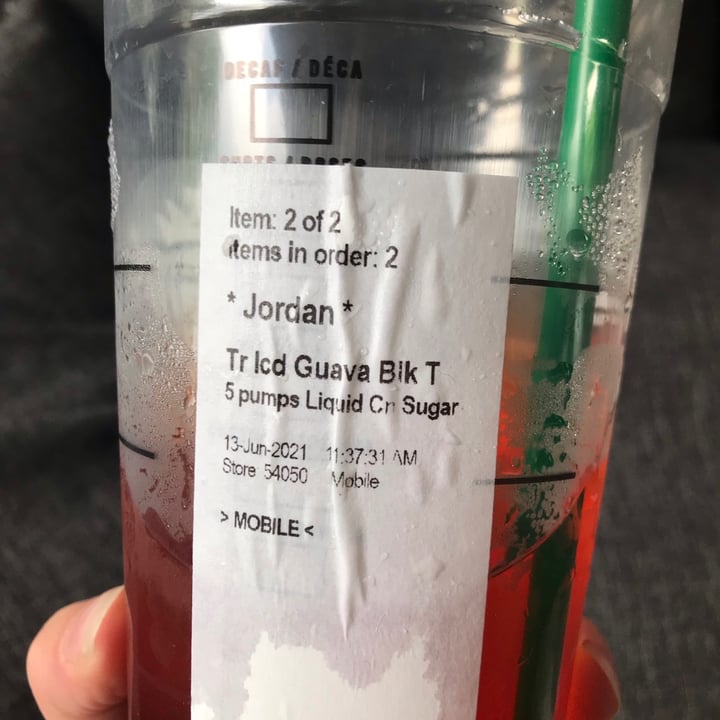 DECAF / DÉCA
Item: 2 of 2
Items in order: 2
* Jordan *
Tr Icd Guava Blk T
5 pumps Liquid Cn Sugar
13-Jun-2021 11:37:31 AM
Store 54050 Mobile
> MOBILE <